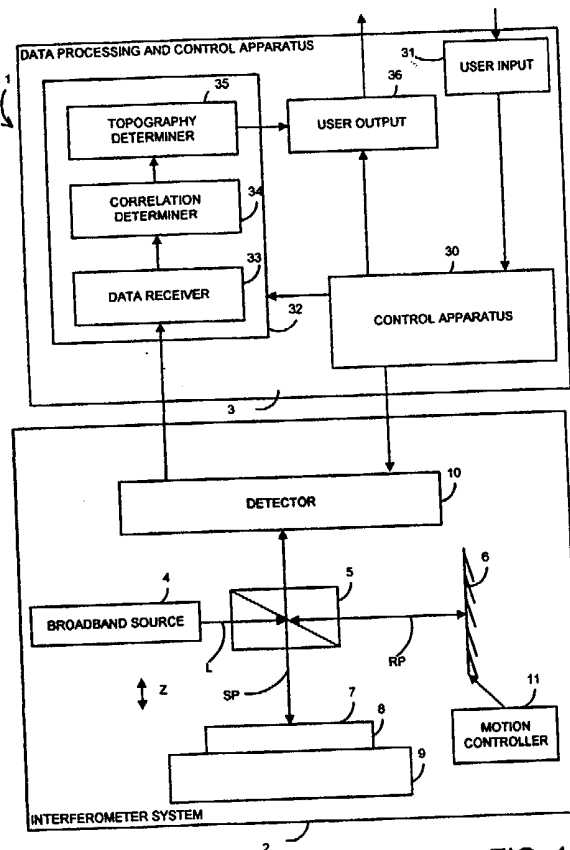 DATA PROCESSING AND CONTROL APPARATUS
1
35
TOPOGRAPHY
DETERMINER
36
USER OUTPUT
31
USER INPUT
CORRELATION
DETERMINER
34
33
DATA RECEIVER
32
30
CONTROL APPARATUS
3
DETECTOR
10
4
BROADBAND SOURCE
5
6
L
RP
SP
Z
7
8
9
11
MOTION
CONTROLLER
INTERFEROMETER SYSTEM
2